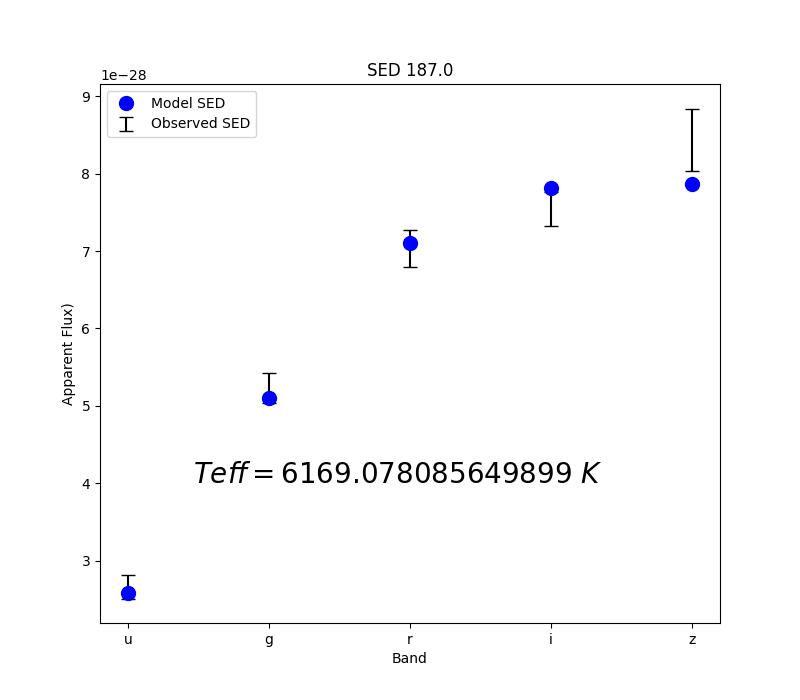 SED 187.0
1e−28
Model SED
Observed SED
9
8
7
6
5
4
3
Apparent Flux)
Teff = 6169.078085649899 K
u g r i z
Band